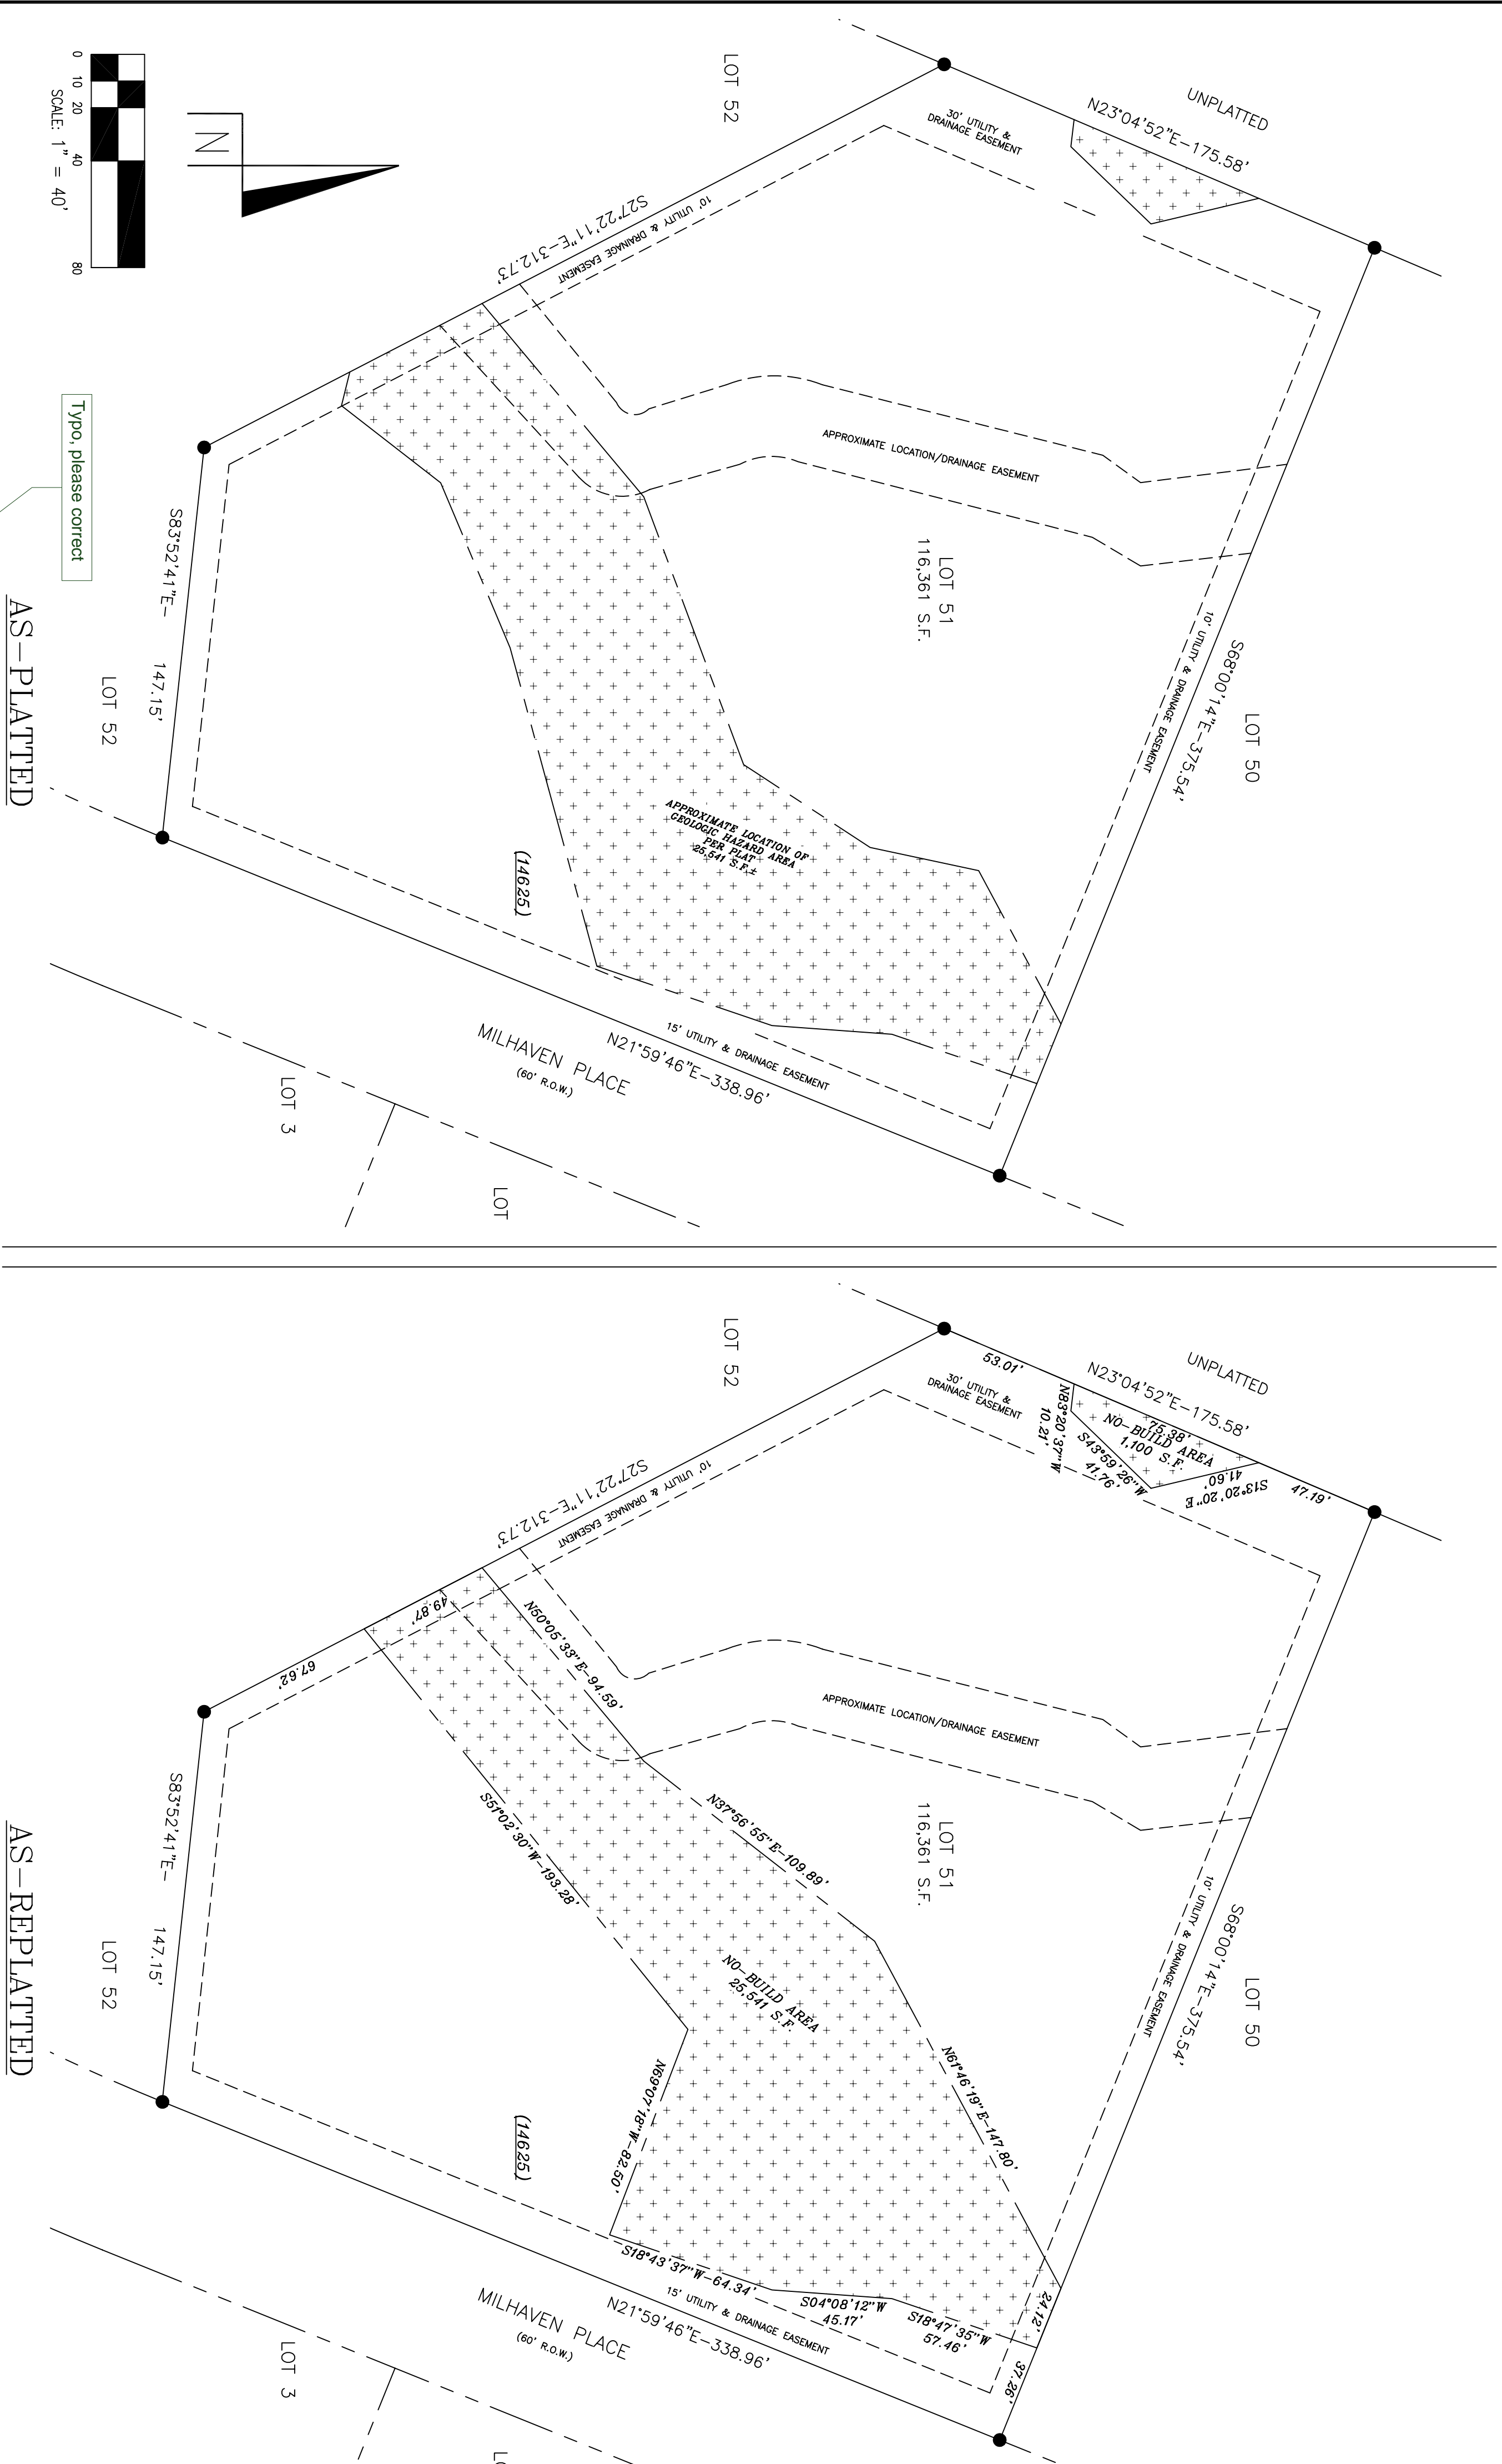 UNPLATTED
N23°04'52"E-175.58'
30' UTILITY &
DRAINAGE EASEMENT
LOT 52
0
10
20
40
80
SCALE: 1" = 40'
N
S27°22'11"E-312.73'
10' UTILITY & DRAINAGE EASEMENT
APPROXIMATE LOCATION/DRAINAGE EASEMENT
LOT 51
116,361 S.F.
LOT 50
S68°00'14"E-375.54'
10' UTILITY & DRAINAGE EASEMENT
APPROXIMATE LOCATION OF
GEOLOGIC HAZARD AREA
PER PLAT
25,541 S.F.±
(14625)
S83°52'41"E-
147.15'
LOT 52
15' UTILITY & DRAINAGE EASEMENT
N21°59'46"E-338.96'
MILHAVEN PLACE
(60' R.O.W.)
LOT 3
LOT
Typo, please correct
AS-PLATTED
UNPLATTED
N23°04'52"E-175.58'
53.01'
75.38'
47.19'
NO-BUILD AREA
1,100 S.F.
N83°20'37"W
10.21'
S43°59'26"W
41.76'
S13°20'20"E
41.60'
30' UTILITY &
DRAINAGE EASEMENT
LOT 52
S27°22'11"E-312.73'
10' UTILITY & DRAINAGE EASEMENT
49.87'
67.62'
N50°05'33"E-94.59'
N37°56'55"E-109.89'
N61°46'19"E-147.80'
S51°02'30"W-193.28'
N69°07'18"W-82.50'
S18°43'37"W-64.34'
S04°08'12"W
45.17'
S18°47'35"W
57.46'
24.12'
37.26'
NO-BUILD AREA
25,541 S.F.
APPROXIMATE LOCATION/DRAINAGE EASEMENT
LOT 51
116,361 S.F.
LOT 50
S68°00'14"E-375.54'
10' UTILITY & DRAINAGE EASEMENT
(14625)
S83°52'41"E-
147.15'
LOT 52
15' UTILITY & DRAINAGE EASEMENT
N21°59'46"E-338.96'
MILHAVEN PLACE
(60' R.O.W.)
LOT 3
AS-REPLATTED